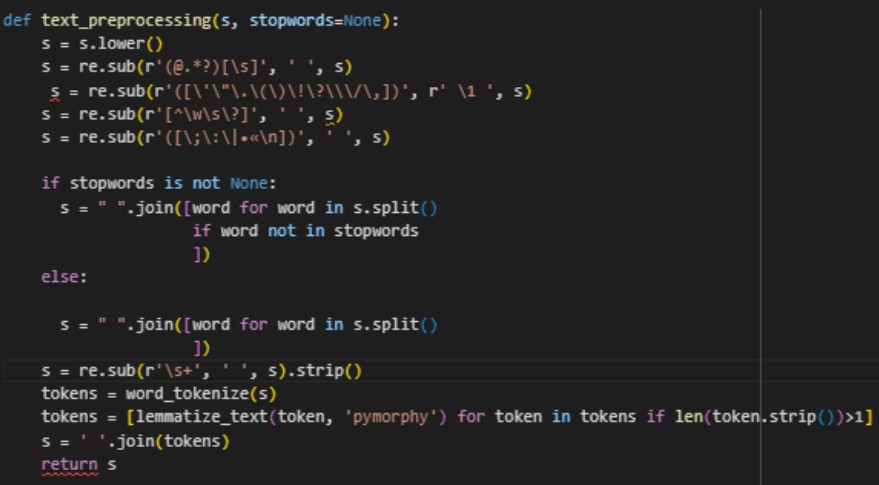 def text_preprocessing(s, stopwords=None):
    s = s.lower()
    s = re.sub(r'(@.*?)[\s]', ' ', s)
     s = re.sub(r'([\'\"\.\(\)\!\?\\\/\,])', r' \1 ', s)
    s = re.sub(r'[^\w\s\?]', ' ', s)
    s = re.sub(r'([\;\:\|•«\n])', ' ', s)

    if stopwords is not None:
      s = " ".join([word for word in s.split()
                  if word not in stopwords
                  ])
    else:

      s = " ".join([word for word in s.split()
                  ])
    s = re.sub(r'\s+', ' ', s).strip()
    tokens = word_tokenize(s)
    tokens = [lemmatize_text(token, 'pymorphy') for token in tokens if len(token.strip())>1]
    s = ' '.join(tokens)
    return s